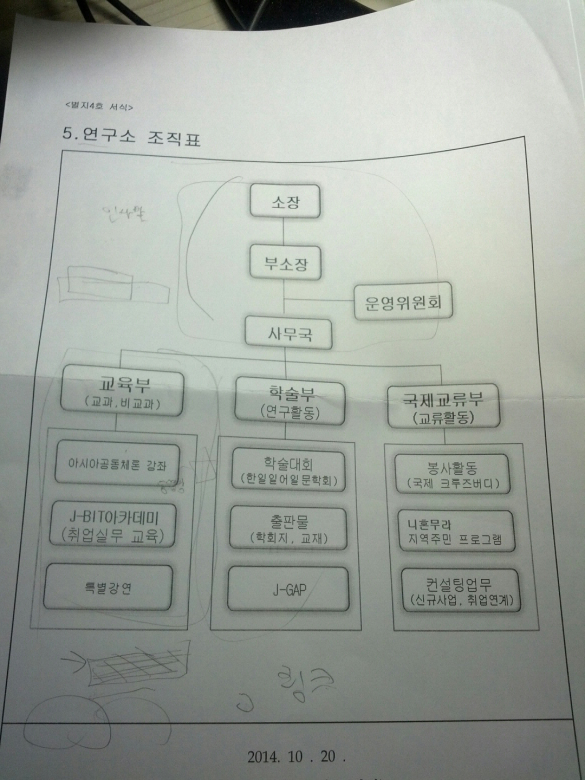 <별지4호 서식>
5.연구소 조직표
소장
인사말
부소장
운영위원회
사무국
교육부
(교과,비교과)
학술부
(연구활동)
국제교류부
(교류활동)
아시아공동체론 강좌
학술대회
(한일일어일문학회)
봉사활동
(국제 크루즈버디)
J-BIT아카데미
(취업실무 교육)
출판물
(학회지, 교재)
니혼무라
지역주민 프로그램
특별강연
J-GAP
컨설팅업무
(신규사업, 취업연계)
링크
2014. 10 . 20 .